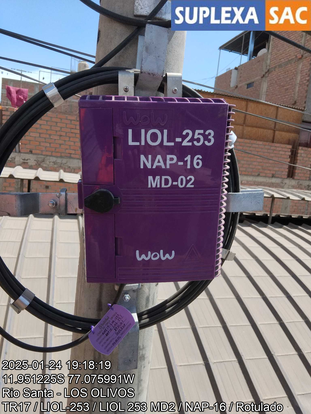 SUPLEXA SAC
WOW
LIOL-253
NAP-16
MD-02
WOW
2025-01-24 19:18:19
11.951225S 77.075991W
Rio Santa - LOS OLIVOS
TR17 / LIOL-253 / LIOL 253 MD2 / NAP-16 / Rotulado